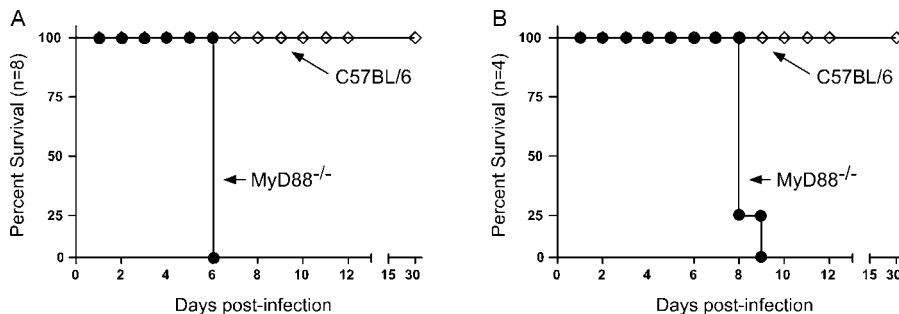 A
Percent Survival (n=8)
100
75
50
25
0
C57BL/6
MyD88-/-
0 2 4 6 8 10 12 15 30
Days post-infection
B
Percent Survival (n=4)
100
75
50
25
0
C57BL/6
MyD88-/-
0 2 4 6 8 10 12 15 30
Days post-infection